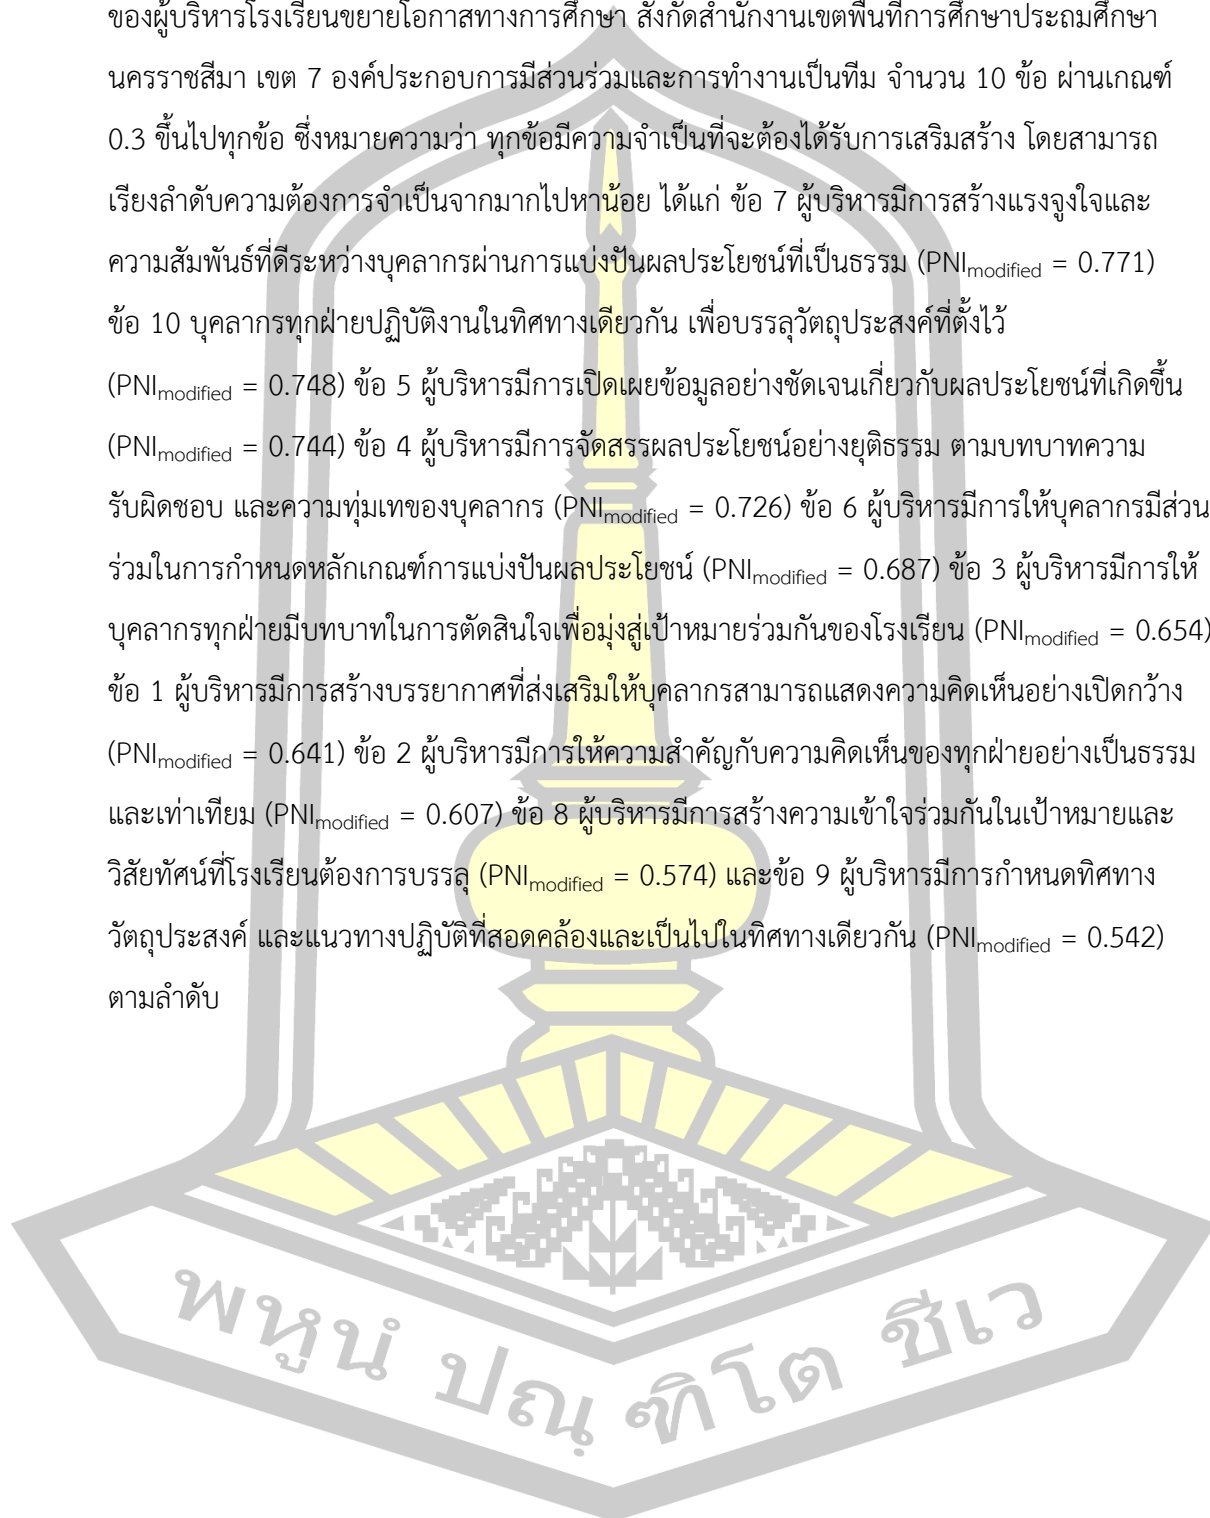 ของผู้บริหารโรงเรียนขยายโอกาสทางการศึกษา สังกัดสำนักงานเขตพื้นที่การศึกษาประถมศึกษา
นครราชสีมา เขต 7 องค์ประกอบการมีส่วนร่วมและการทำงานเป็นทีม จำนวน 10 ข้อ ผ่านเกณฑ์
0.3 ขึ้นไปทุกข้อ ซึ่งหมายความว่า ทุกข้อมีความจำเป็นที่จะต้องได้รับการเสริมสร้าง โดยสามารถ
เรียงลำดับความต้องการจำเป็นจากมากไปหาน้อย ได้แก่ ข้อ 7 ผู้บริหารมีการสร้างแรงจูงใจและ
ความสัมพันธ์ที่ดีระหว่างบุคลากรผ่านการแบ่งปันผลประโยชน์ที่เป็นธรรม (PNImodified = 0.771)
ข้อ 10 บุคลากรทุกฝ่ายปฏิบัติงานในทิศทางเดียวกัน เพื่อบรรลุวัตถุประสงค์ที่ตั้งไว้
(PNImodified = 0.748) ข้อ 5 ผู้บริหารมีการเปิดเผยข้อมูลอย่างชัดเจนเกี่ยวกับผลประโยชน์ที่เกิดขึ้น
(PNImodified = 0.744) ข้อ 4 ผู้บริหารมีการจัดสรรผลประโยชน์อย่างยุติธรรม ตามบทบาทความ
รับผิดชอบ และความทุ่มเทของบุคลากร (PNImodified = 0.726) ข้อ 6 ผู้บริหารมีการให้บุคลากรมีส่วน
ร่วมในการกำหนดหลักเกณฑ์การแบ่งปันผลประโยชน์ (PNImodified = 0.687) ข้อ 3 ผู้บริหารมีการให้
บุคลากรทุกฝ่ายมีบทบาทในการตัดสินใจเพื่อมุ่งสู่เป้าหมายร่วมกันของโรงเรียน (PNImodified = 0.654)
ข้อ 1 ผู้บริหารมีการสร้างบรรยากาศที่ส่งเสริมให้บุคลากรสามารถแสดงความคิดเห็นอย่างเปิดกว้าง
(PNImodified = 0.641) ข้อ 2 ผู้บริหารมีการให้ความสำคัญกับความคิดเห็นของทุกฝ่ายอย่างเป็นธรรม
และเท่าเทียม (PNImodified = 0.607) ข้อ 8 ผู้บริหารมีการสร้างความเข้าใจร่วมกันในเป้าหมายและ
วิสัยทัศน์ที่โรงเรียนต้องการบรรลุ (PNImodified = 0.574) และข้อ 9 ผู้บริหารมีการกำหนดทิศทาง
วัตถุประสงค์ และแนวทางปฏิบัติที่สอดคล้องและเป็นไปในทิศทางเดียวกัน (PNImodified = 0.542)
ตามลำดับ
พหูนํ ปณฺฑิโต ชีเว